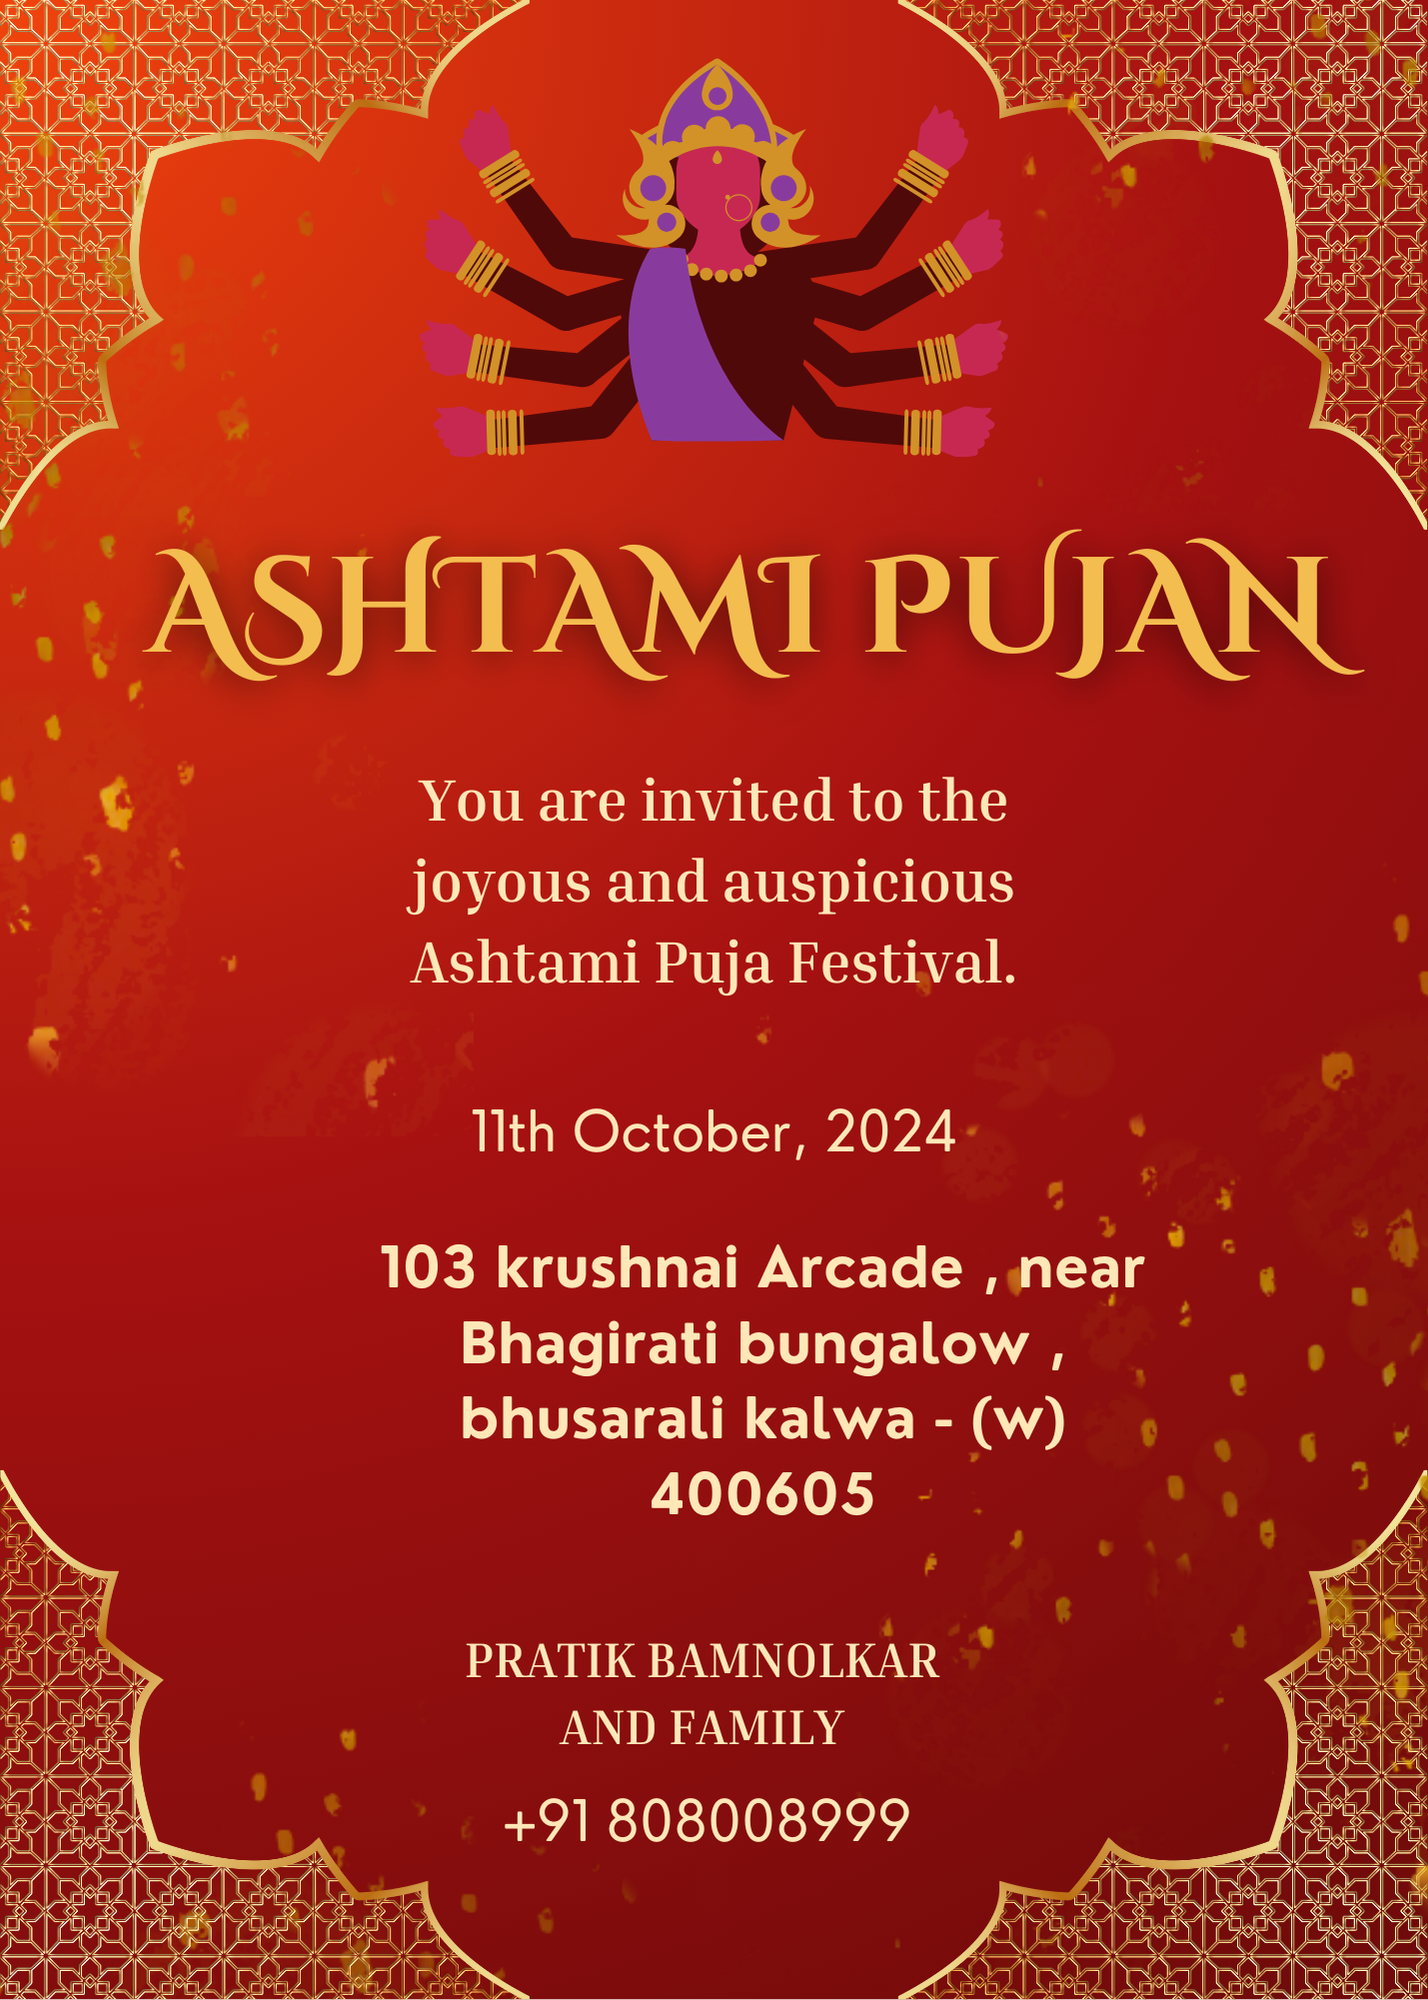 ASHTAMI PUJAN
You are invited to the
joyous and auspicious
Ashtami Puja Festival.
11th October, 2024
103 krushnai Arcade , near
Bhagirati bungalow ,
bhusarali kalwa - (w)
400605
PRATIK BAMNOLKAR
AND FAMILY
+91 808008999